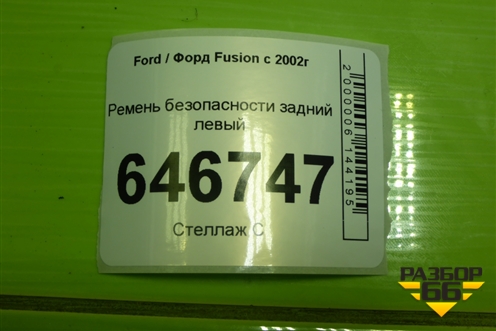 Ford / Форд Fusion с 2002г
Ремень безопасности задний
левый
646747
Стеллаж С
2000006144195
РАЗБОР
66